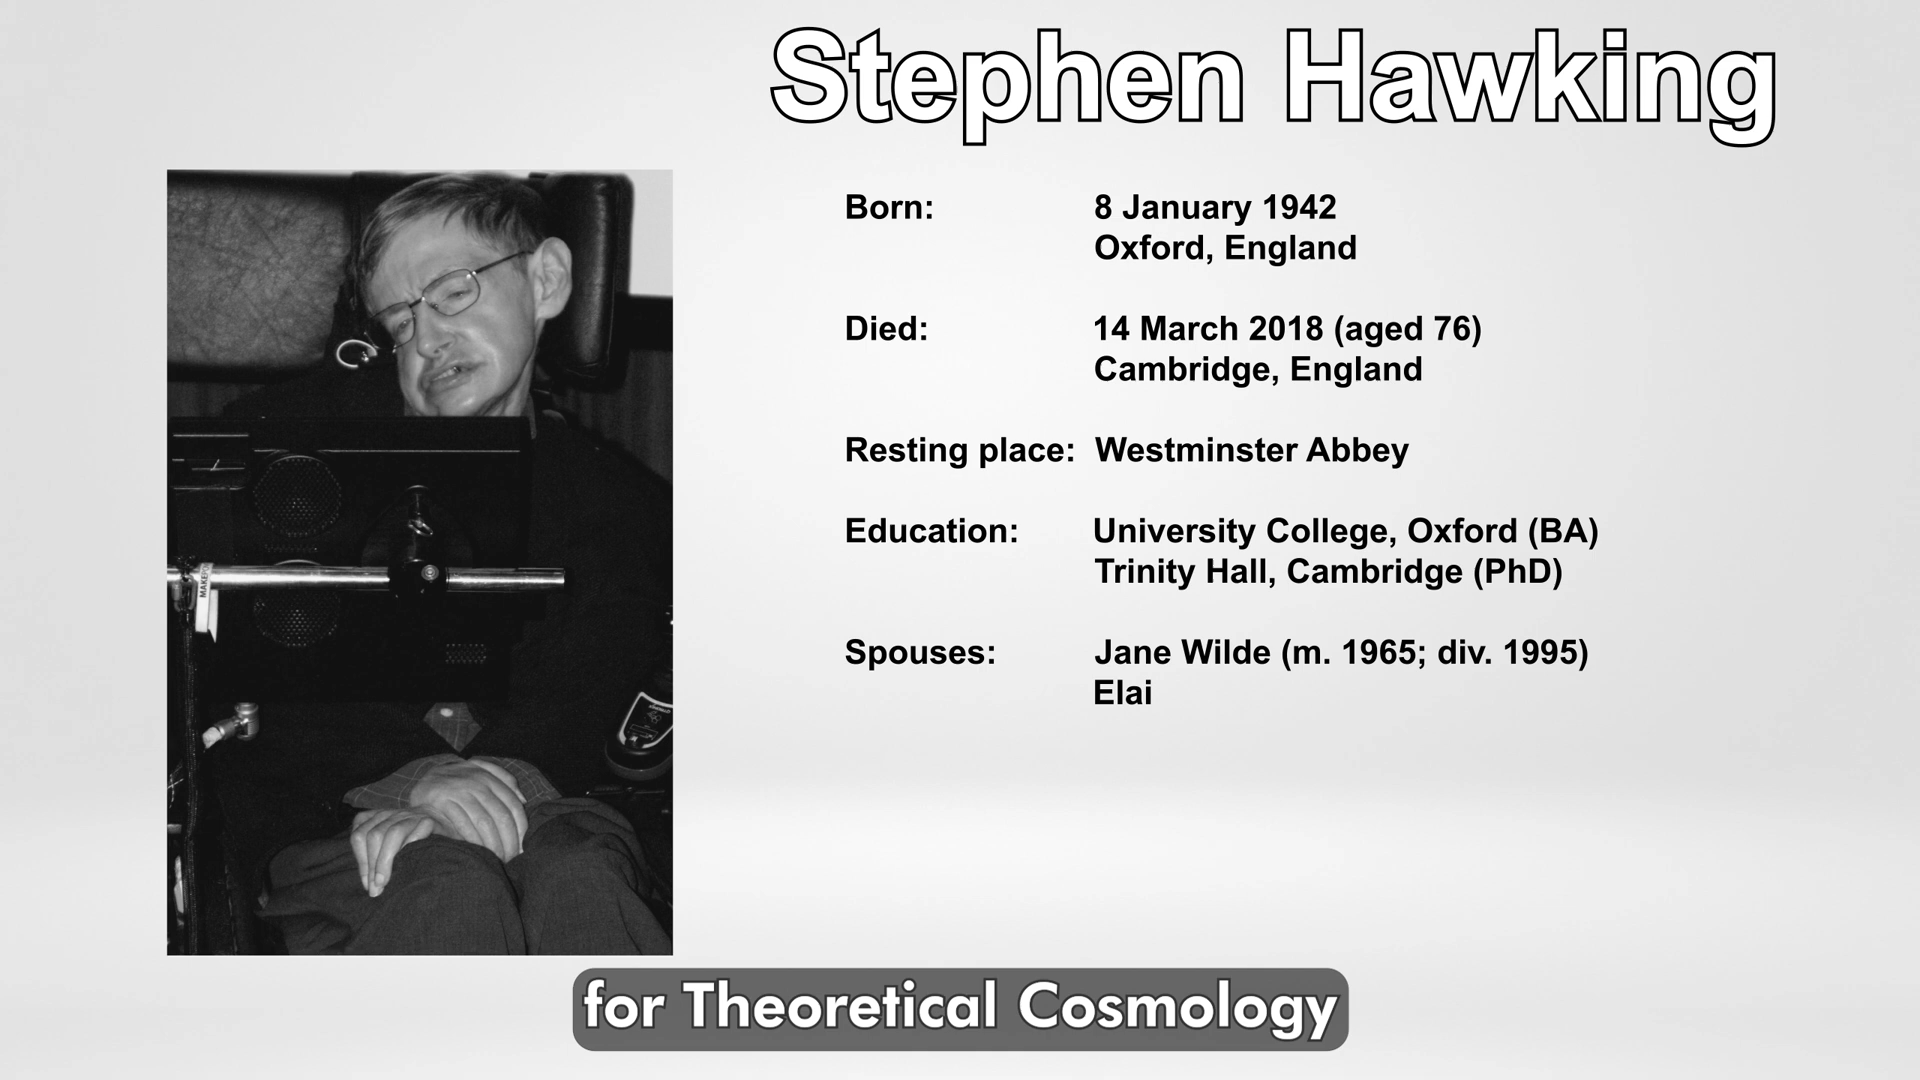 Stephen Hawking
Born: 8 January 1942
Oxford, England
Died: 14 March 2018 (aged 76)
Cambridge, England
Resting place: Westminster Abbey
Education: University College, Oxford (BA)
Trinity Hall, Cambridge (PhD)
Spouses: Jane Wilde (m. 1965; div. 1995)
Elai
for Theoretical Cosmology